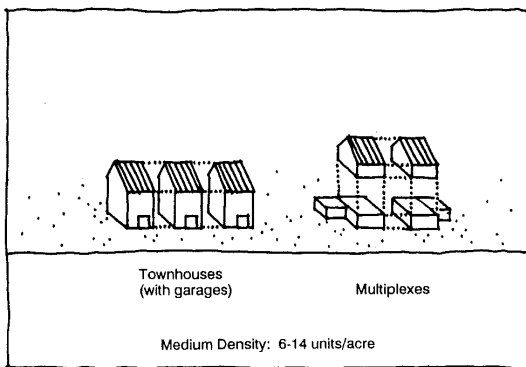 Townhouses
(with garages)
Multiplexes
Medium Density: 6-14 units/acre